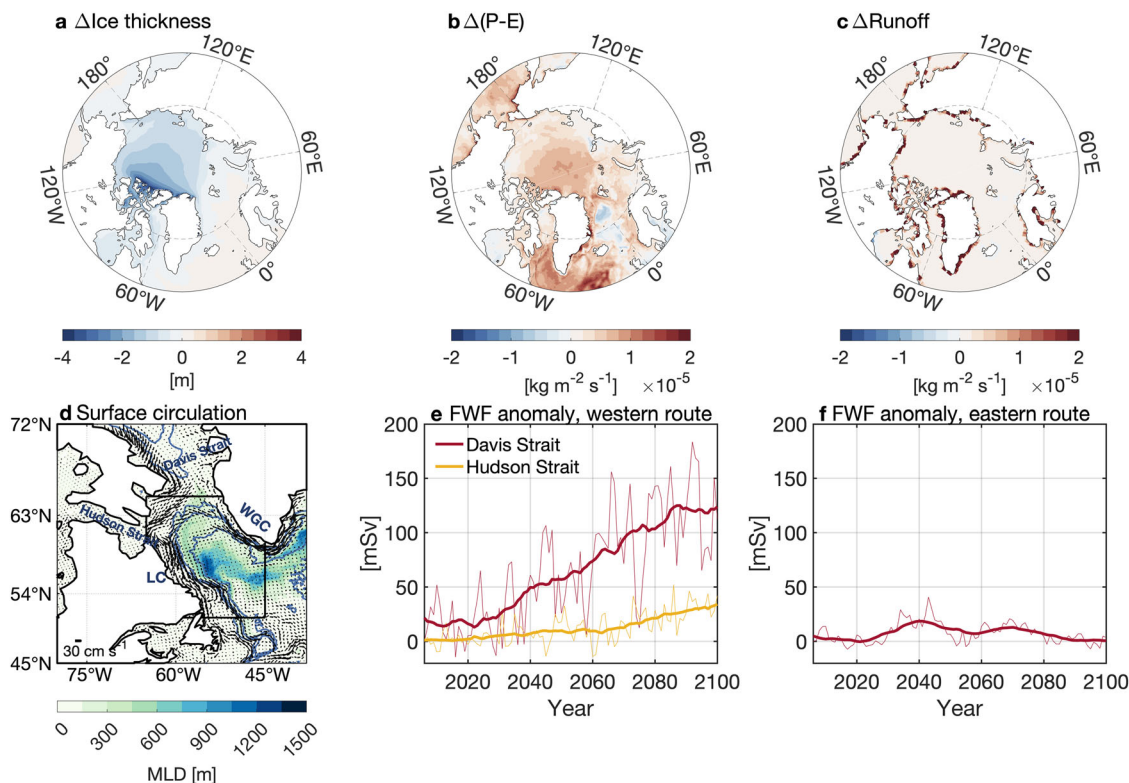 a ΔIce thickness
b Δ(P-E)
c ΔRunoff
120°E
180°
60°E
120°W
0°
60°W
120°E
180°
60°E
120°W
0°
60°W
120°E
180°
60°E
120°W
0°
60°W
-4 -2 0 2 4
[m]
-2 -1 0 1 2
[kg m⁻² s⁻¹] ×10⁻⁵
-2 -1 0 1 2
[kg m⁻² s⁻¹] ×10⁻⁵
d Surface circulation
72°N
63°N
54°N
45°N
Davis Strait
Hudson Strait
WGC
LC
30 cm s
75°W 60°W 45°W
0 300 600 900 1200 1500
MLD [m]
e FWF anomaly, western route
Davis Strait
Hudson Strait
200
150
100
50
0
[mSv]
2020 2040 2060 2080 2100
Year
f FWF anomaly, eastern route
200
150
100
50
0
[mSv]
2020 2040 2060 2080 2100
Year